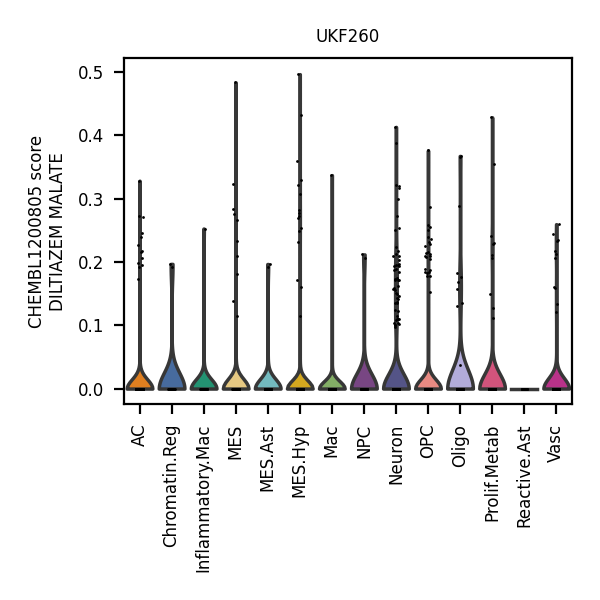 UKF260
CHEMBL1200805 score
DILTIAZEM MALATE
0.5
0.4
0.3
0.2
0.1
0.0
AC
Chromatin.Reg
Inflammatory.Mac
MES
MES.Ast
MES.Hyp
Mac
NPC
Neuron
OPC
Oligo
Prolif.Metab
Reactive.Ast
Vasc